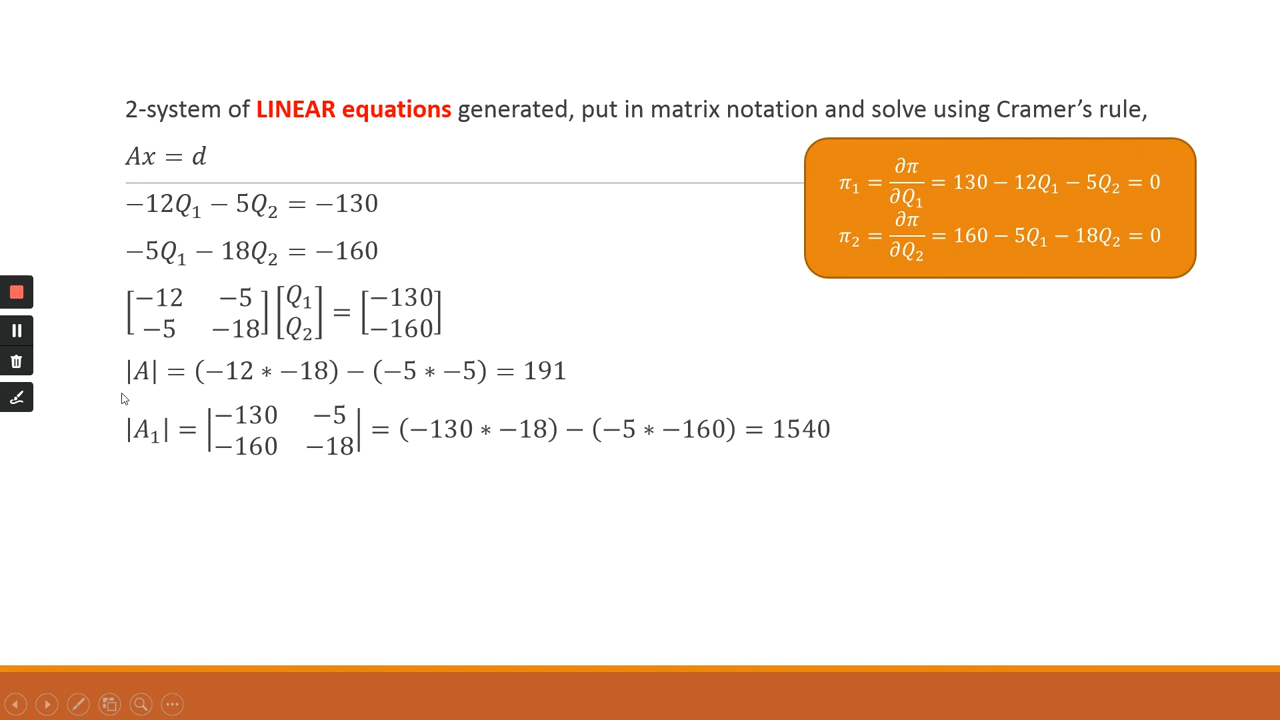 2-system of LINEAR equations generated, put in matrix notation and solve using Cramer’s rule,
Ax = d
−12Q₁ − 5Q₂ = −130
−5Q₁ − 18Q₂ = −160
[−12 −5
−5 −18] [Q₁
Q₂] = [−130
−160]
|A| = (−12 ∗ −18) − (−5 ∗ −5) = 191
|A₁| = |−130 −5
−160 −18| = (−130 ∗ −18) − (−5 ∗ −160) = 1540
π₁ = ∂π/∂Q₁ = 130 − 12Q₁ − 5Q₂ = 0
π₂ = ∂π/∂Q₂ = 160 − 5Q₁ − 18Q₂ = 0